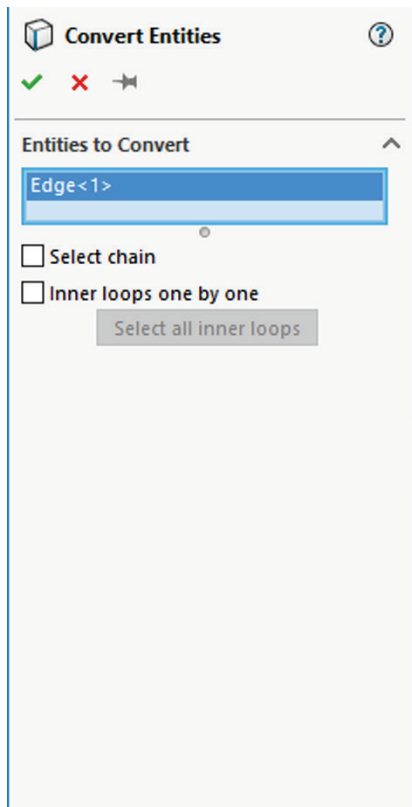 Convert Entities
?
Entities to Convert
Edge<1>
Select chain
Inner loops one by one
Select all inner loops